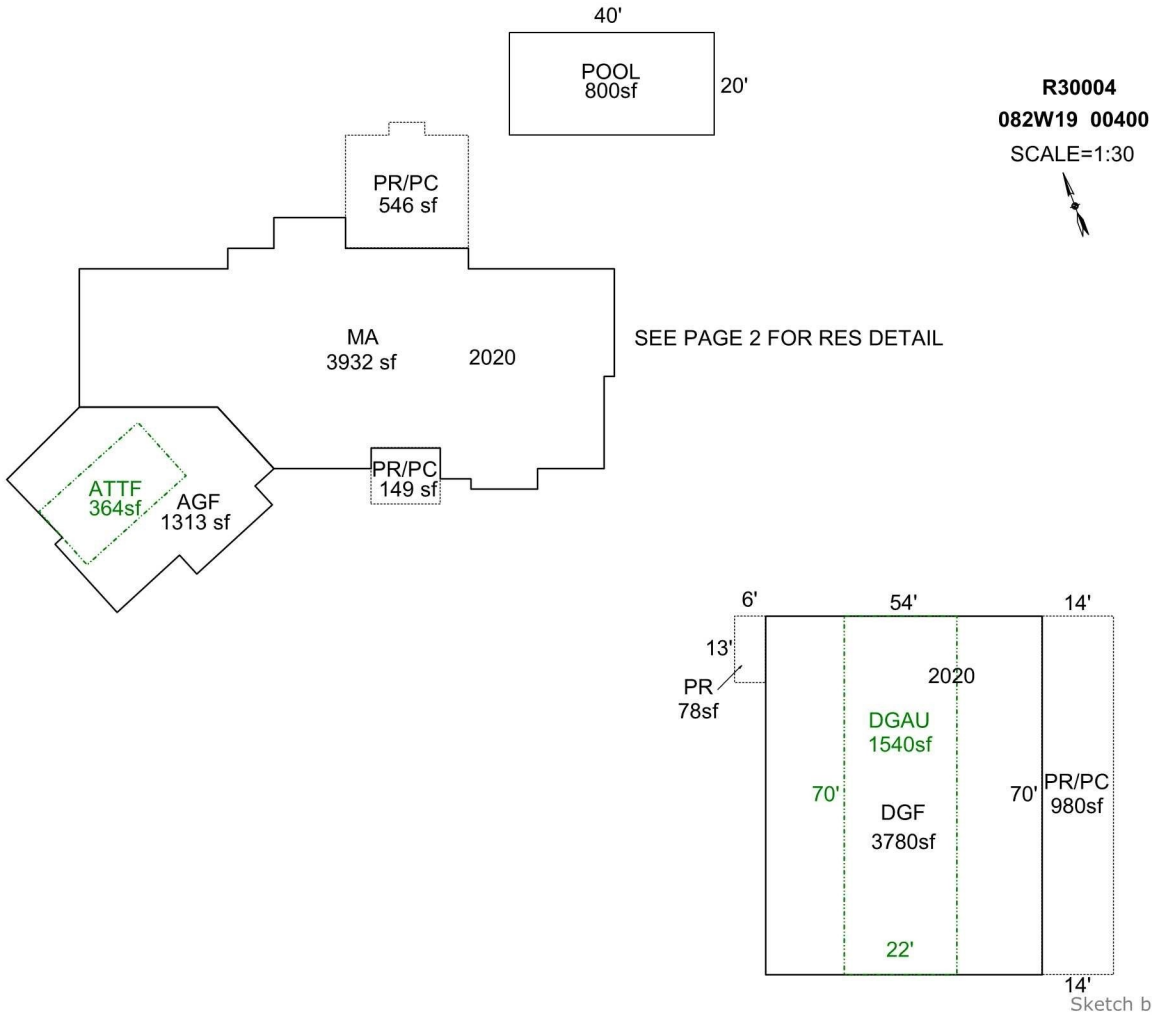 40'
POOL
800sf
20'
R30004
082W19 00400
SCALE=1:30
PR/PC
546 sf
MA
3932 sf
2020
SEE PAGE 2 FOR RES DETAIL
ATTF
364sf
AGF
1313 sf
PR/PC
149 sf
6'
54'
14'
13'
PR
78sf
2020
DGAU
1540sf
70'
70'
PR/PC
980sf
DGF
3780sf
22'
14'
Sketch b